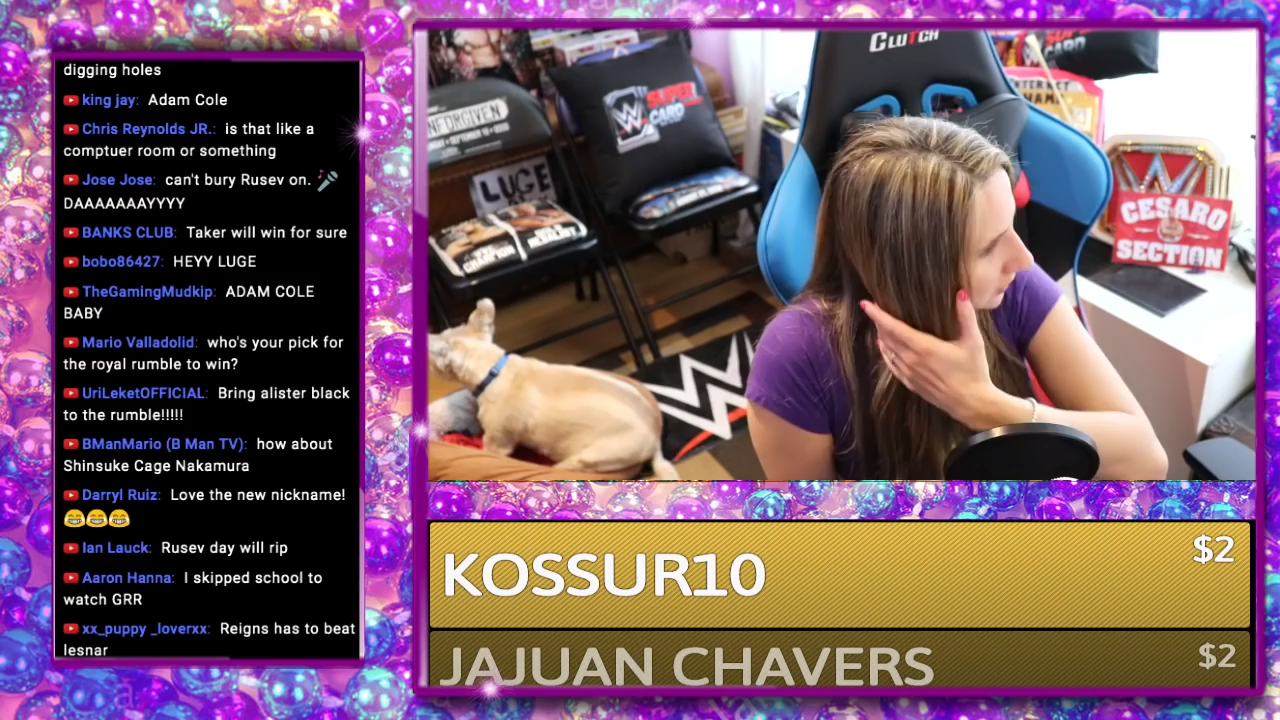 digging holes
king jay: Adam Cole
Chris Reynolds JR.: is that like a
comptuer room or something
Jose Jose: can't bury Rusev on. 🎤
DAAAAAAAYYYY
BANKS CLUB: Taker will win for sure
bobo86427: HEYY LUGE
TheGamingMudkip: ADAM COLE
BABY
Mario Valladolid: who's your pick for
the royal rumble to win?
UriLeketOFFICIAL: Bring alister black
to the rumble!!!!!
BManMario (B Man TV): how about
Shinsuke Cage Nakamura
Darryl Ruiz: Love the new nickname!
😂😂😂
Ian Lauck: Rusev day will rip
Aaron Hanna: I skipped school to
watch GRR
xx_puppy _loverxx: Reigns has to beat
lesnar
CLUTCH
SUPER
CARD
NFORGIVEN
LUGE
CARD
CESARO
SECTION
KOSSUR10
$2
JAJUAN CHAVERS
$2